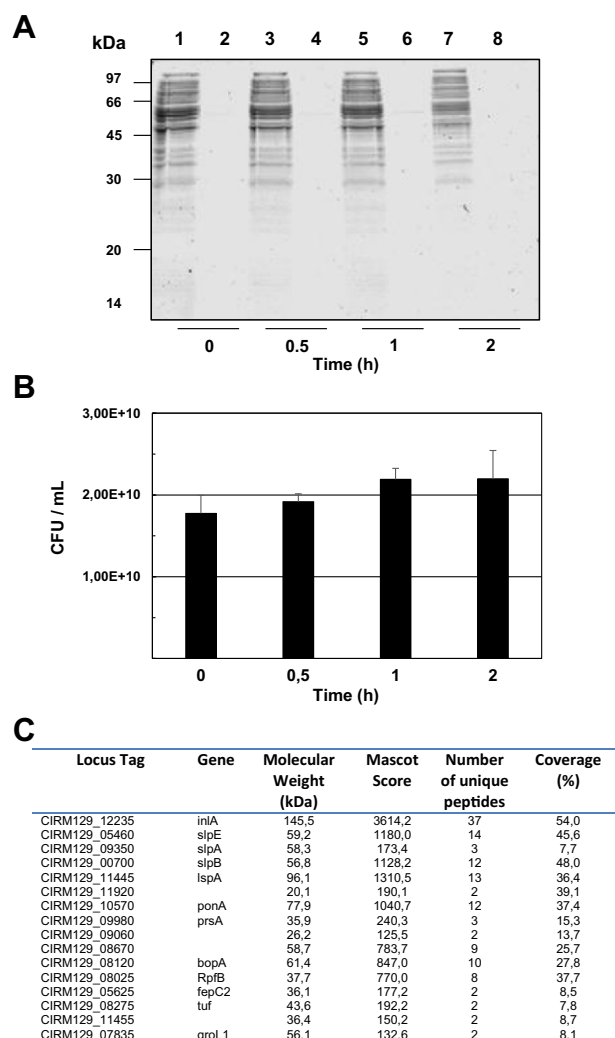 A
kDa 1 2 3 4 5 6 7 8
97
66
45
30
20
14
0 0.5 1 2
Time (h)
B
3,00E+10
2,00E+10
1,00E+10
CFU / mL
0 0,5 1 2
Time (h)
C
Locus Tag Gene Molecular Weight (kDa) Mascot Score Number of unique peptides Coverage (%)
CIRM129_12235 inlA 145,5 3614,2 37 54,0
CIRM129_05460 slpE 59,2 1180,0 14 45,6
CIRM129_09350 slpA 58,3 173,4 3 7,7
CIRM129_00700 slpB 56,8 1128,2 12 48,0
CIRM129_11445 lspA 96,1 1310,5 13 36,4
CIRM129_11920 20,1 190,1 2 39,1
CIRM129_10570 ponA 77,9 1040,7 12 37,4
CIRM129_09980 prsA 35,9 240,3 3 15,3
CIRM129_09060 26,2 125,5 2 13,7
CIRM129_08670 58,7 783,7 9 25,7
CIRM129_08120 bopA 61,4 847,0 10 27,8
CIRM129_08025 RpfB 37,7 770,0 8 37,7
CIRM129_05625 fepC2 36,1 177,2 2 8,5
CIRM129_08275 tuf 43,6 192,2 2 7,8
CIRM129_11455 36,4 150,2 2 8,7
CIRM129_07835 groL1 56,1 132,6 2 8,1